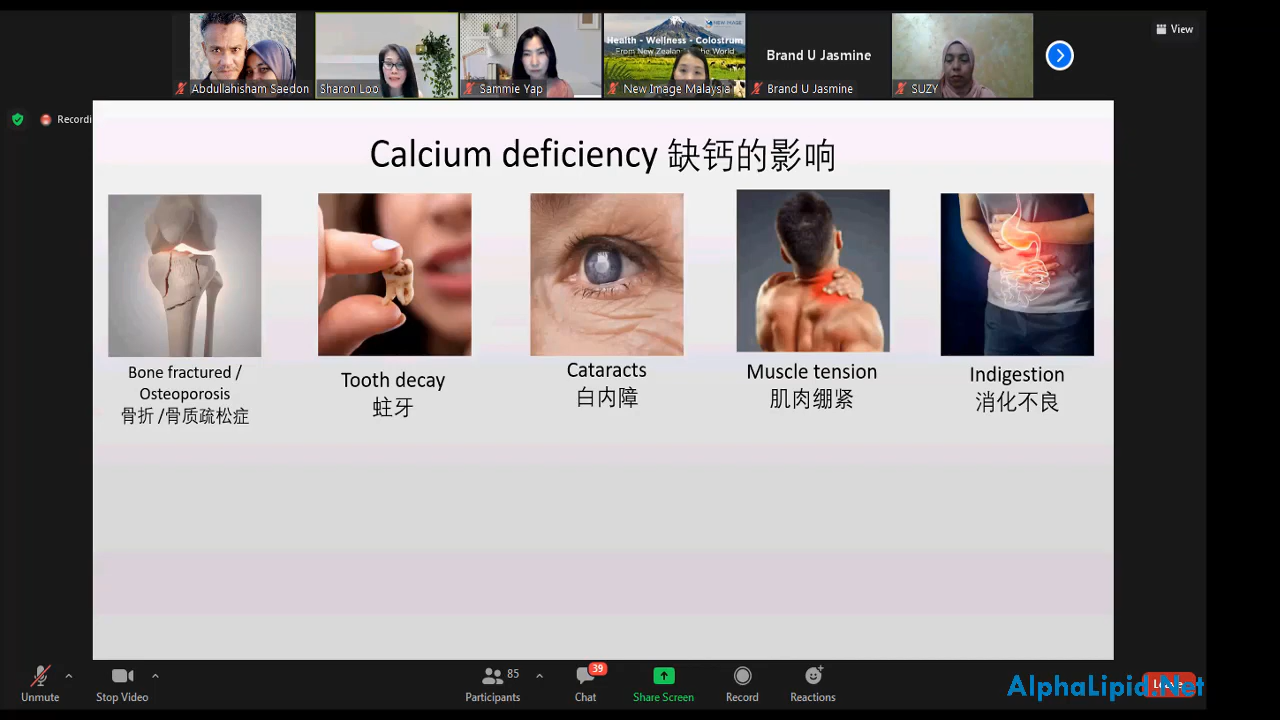 View
Health - Wellness - Colostrum
Brand U Jasmine
Abdullahisham Saedon
Sharon Loo
Sammie Yap
New Image Malaysia
Brand U Jasmine
SUZY
Recordi
Calcium deficiency 缺钙的影响
Bone fractured /
Osteoporosis
骨折 /骨质疏松症
Tooth decay
蛀牙
Cataracts
白内障
Muscle tension
肌肉绷紧
Indigestion
消化不良
Unmute
Stop Video
85
Participants
39
Chat
Share Screen
Record
Reactions
AlphaLipid.Net